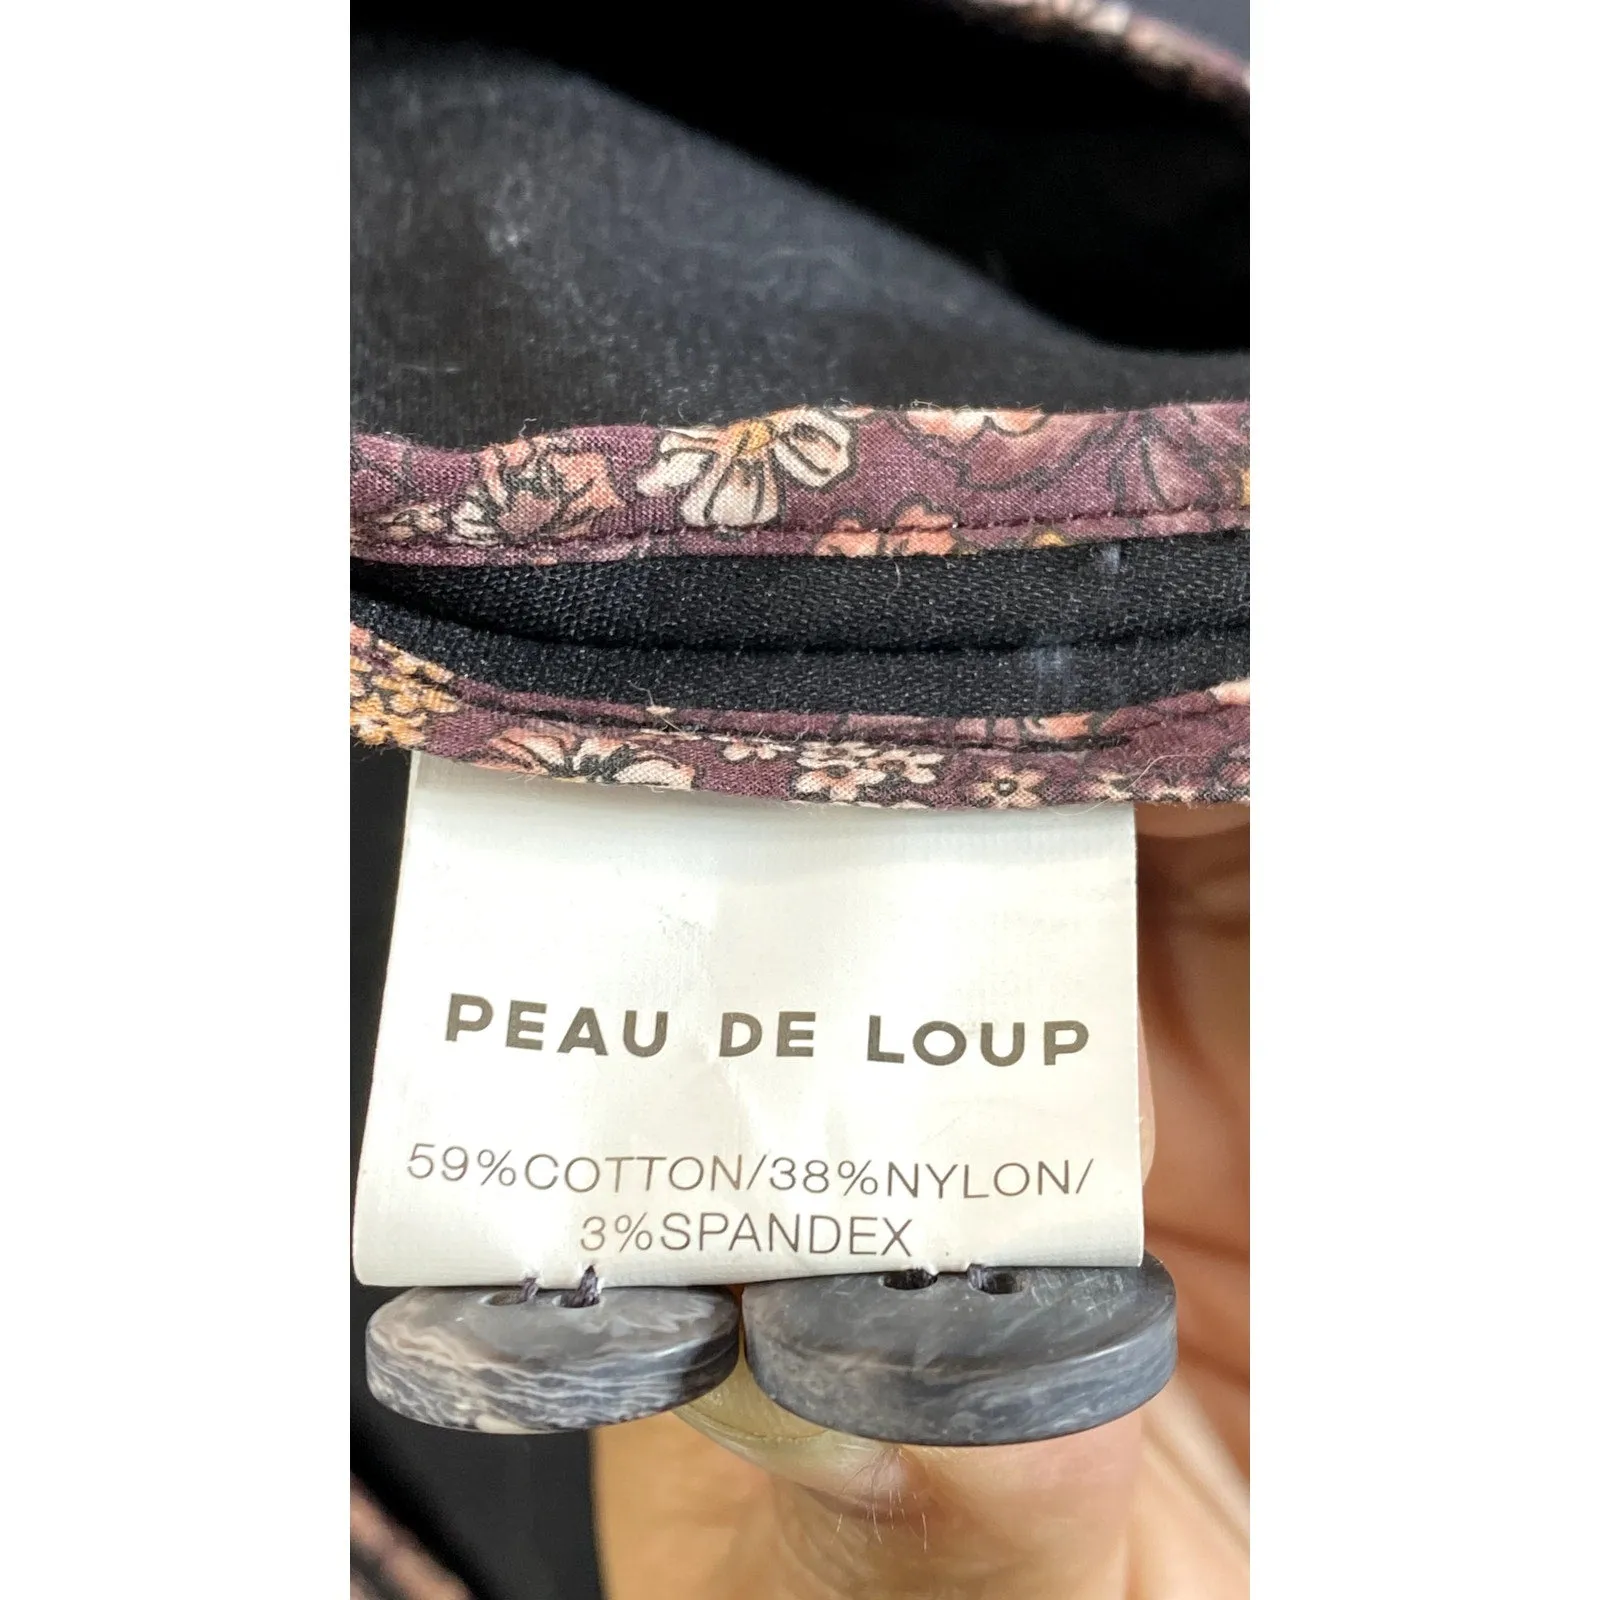 PEAU DE LOUP
59%COTTON/38%NYLON/
3%SPANDEX